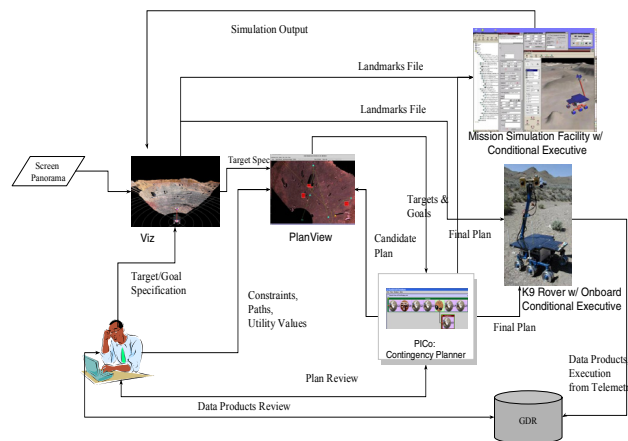 Simulation Output
Landmarks File
Landmarks File
Mission Simulation Facility w/
Conditional Executive
Screen
Panorama
Target Spec
Viz
PlanView
Targets &
Goals
Candidate
Plan
Final Plan
Target/Goal
Specification
Constraints,
Paths,
Utility Values
K9 Rover w/ Onboard
Conditional Executive
PICo:
Contingency Planner
Final Plan
Plan Review
Data Products
Execution
from Telemetr
Data Products Review
GDR